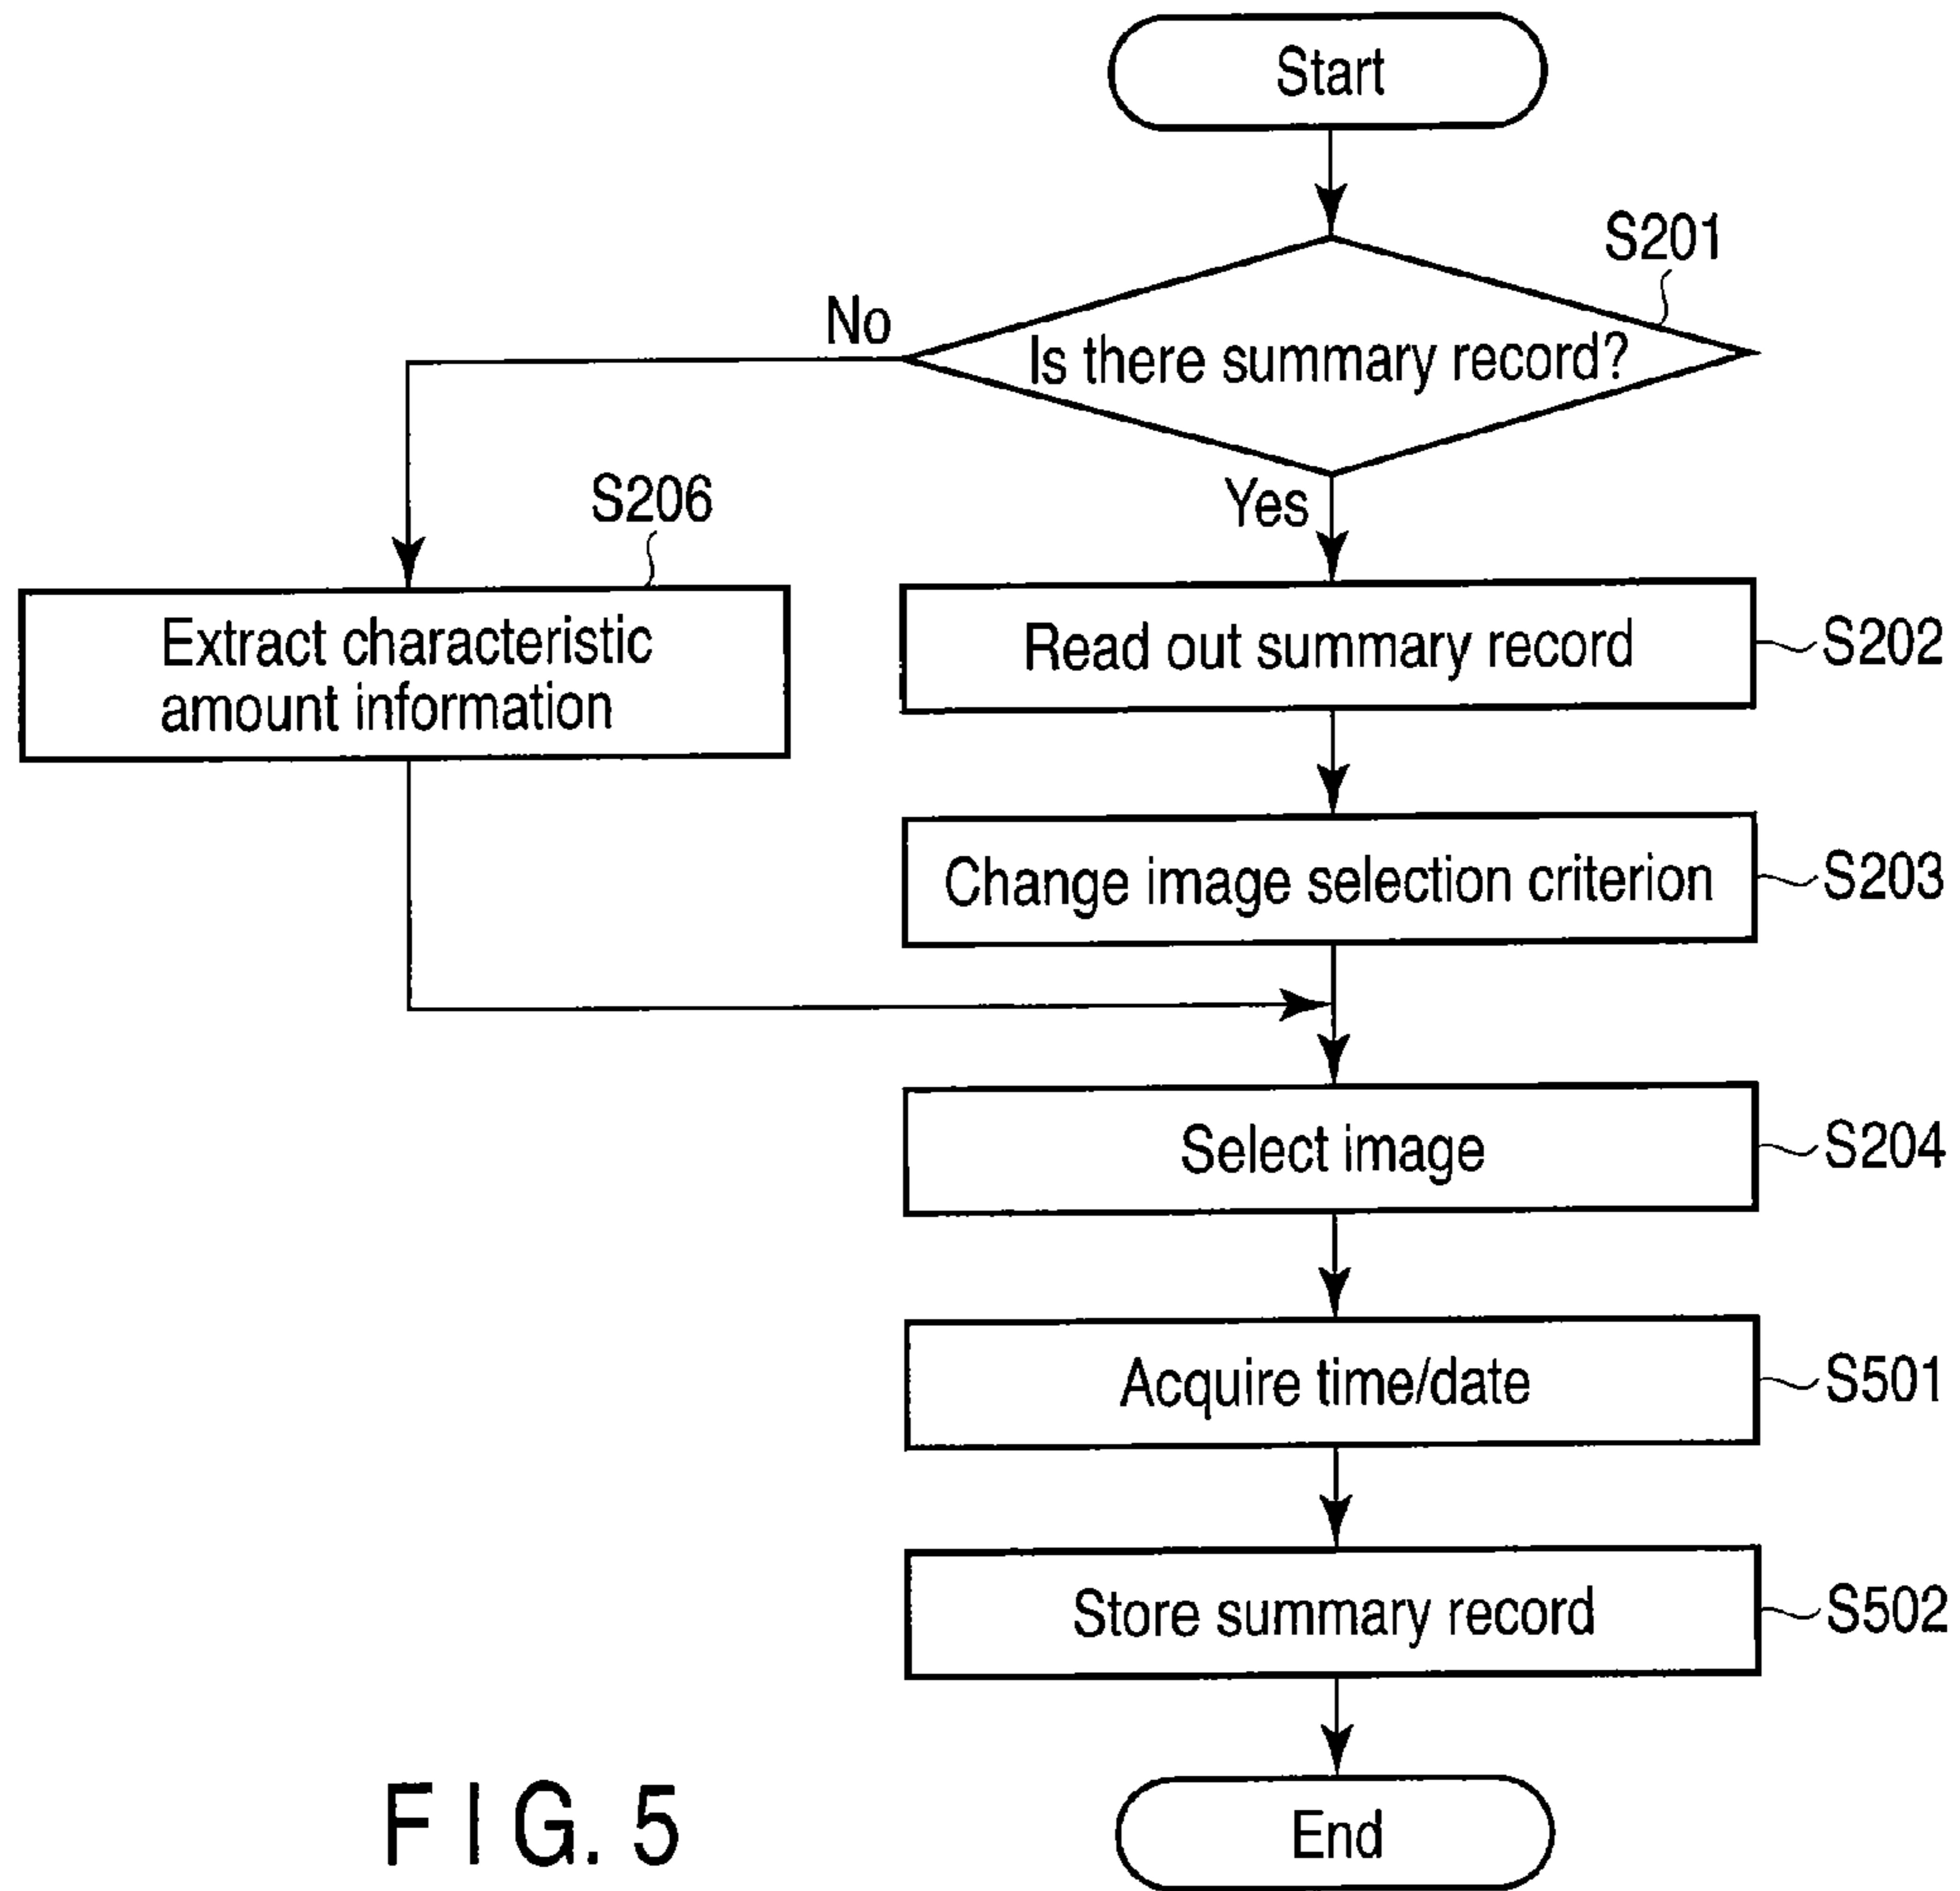 Start
S201
No
Is there summary record?
S206
Yes
Extract characteristic
amount information
Read out summary record
S202
Change image selection criterion
S203
Select image
S204
Acquire time/date
S501
Store summary record
S502
End
FIG. 5